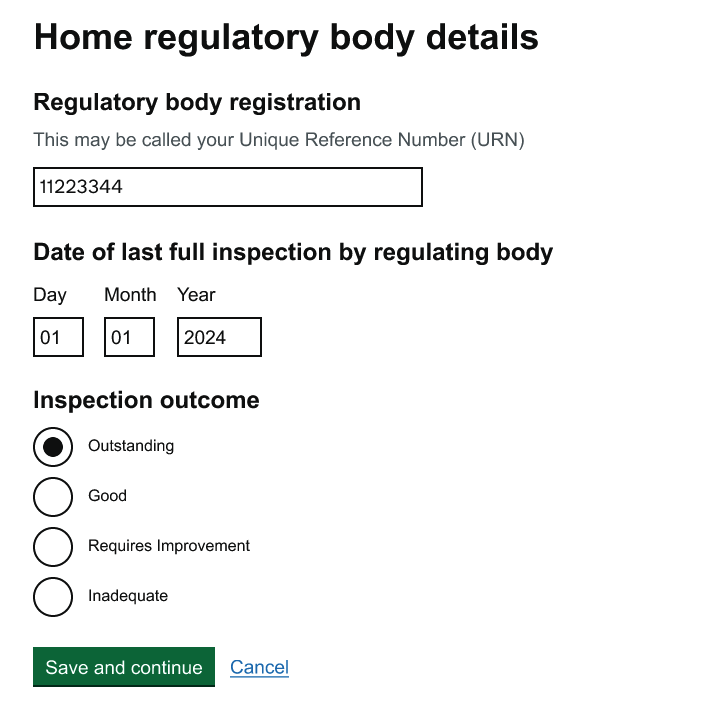 Home regulatory body details
Regulatory body registration
This may be called your Unique Reference Number (URN)
11223344
Date of last full inspection by regulating body
Day Month Year
01 01 2024
Inspection outcome
Outstanding
Good
Requires Improvement
Inadequate
Save and continue Cancel